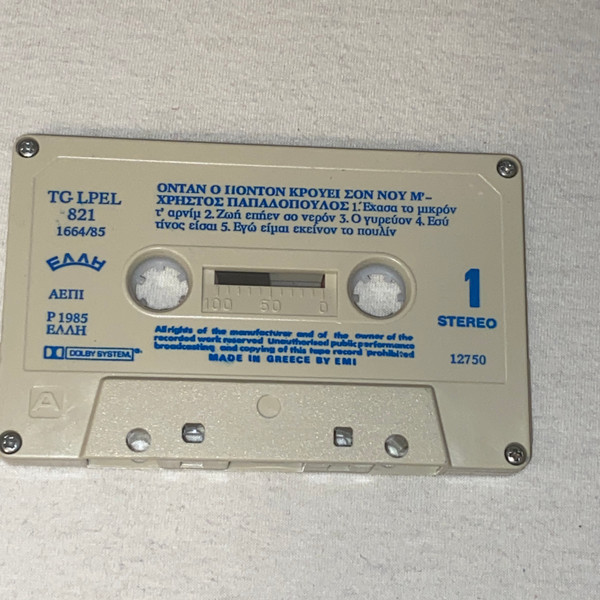 ΟΝΤΑΝ Ο ΠΟΝΤΟΝ ΚΡΟΥΕΙ ΣΟΝ ΝΟΥ Μ'–
ΧΡΗΣΤΟΣ ΠΑΠΑΔΟΠΟΥΛΟΣ 1. Έχασα το μικρόν
τ' αρνίμ 2. Ζωή επήεν σο νερόν 3. Ο γυρεύον 4. Εσύ
τίνος είσαι 5. Εγώ είμαι εκείνον το πουλίν
TC LPEL
821
1664/85
ΕΛΛΗ
ΑΕΠΙ
P 1985
ΕΛΛΗ
DOLBY SYSTEM
100 50 0
1
STEREO
All rights of the manufacturer and of the owner of the
recorded work reserved Unauthorised public performance
broadcasting and copying of this tape record prohibited
MADE IN GREECE BY EMI
12750
A